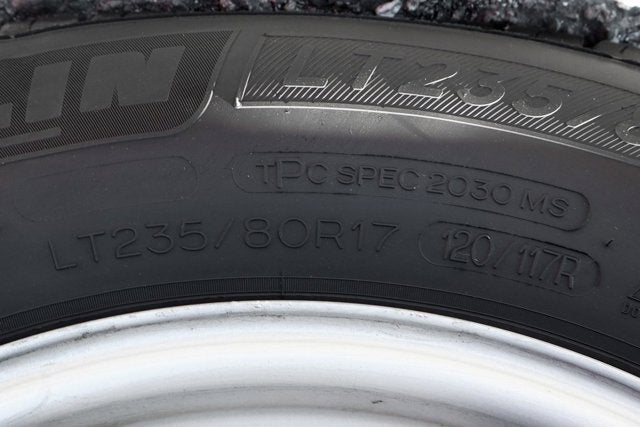 LIN LT235/
TPC SPEC 2030 MS
LT235/80R17 120/117R